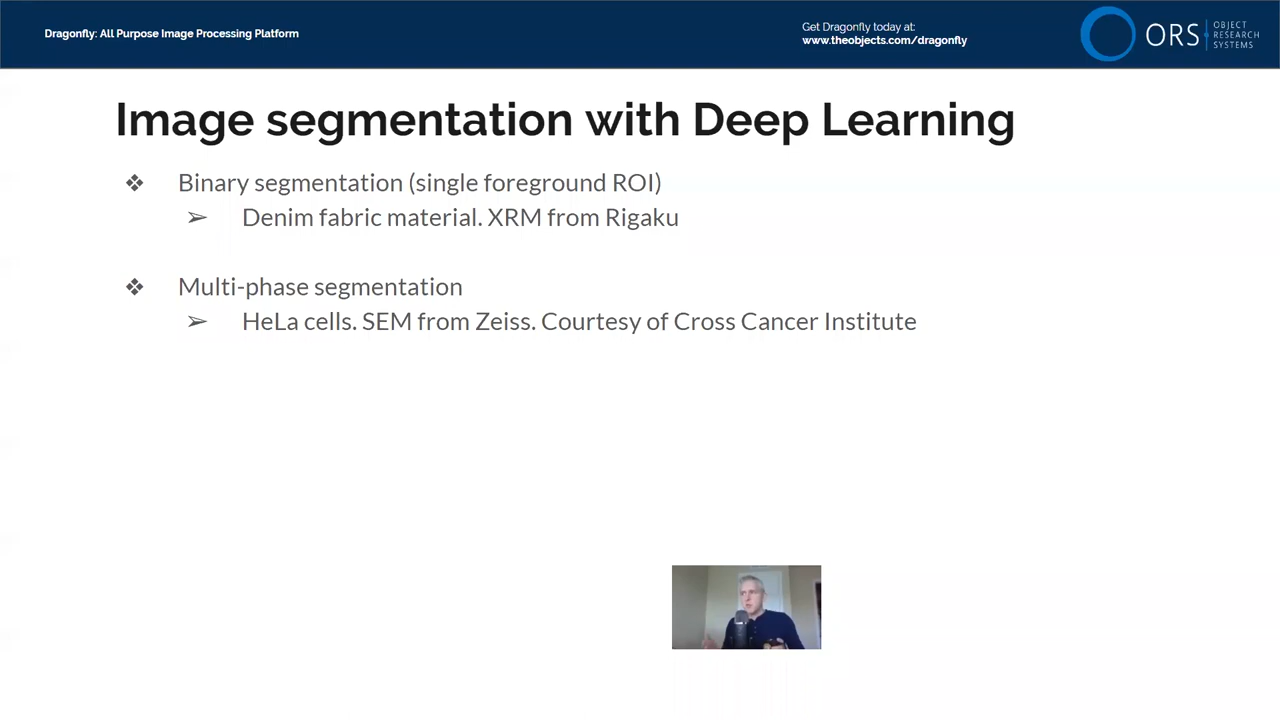 Dragonfly: All Purpose Image Processing Platform
Get Dragonfly today at:
www.theobjects.com/dragonfly
ORS
OBJECT
RESEARCH
SYSTEMS
Image segmentation with Deep Learning
❖ Binary segmentation (single foreground ROI)
➢ Denim fabric material. XRM from Rigaku
❖ Multi-phase segmentation
➢ HeLa cells. SEM from Zeiss. Courtesy of Cross Cancer Institute